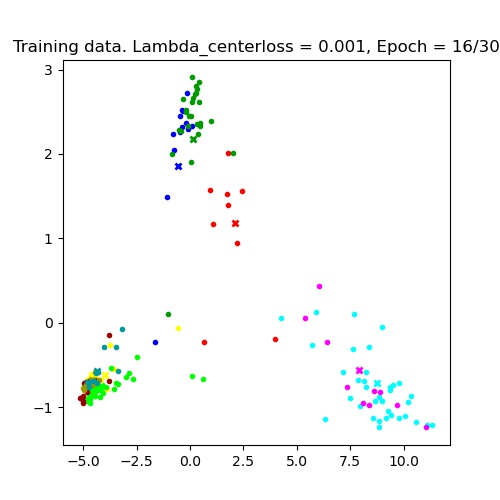 Training data. Lambda_centerloss = 0.001, Epoch = 16/30
3
2
1
0
−1
−5.0 −2.5 0.0 2.5 5.0 7.5 10.0